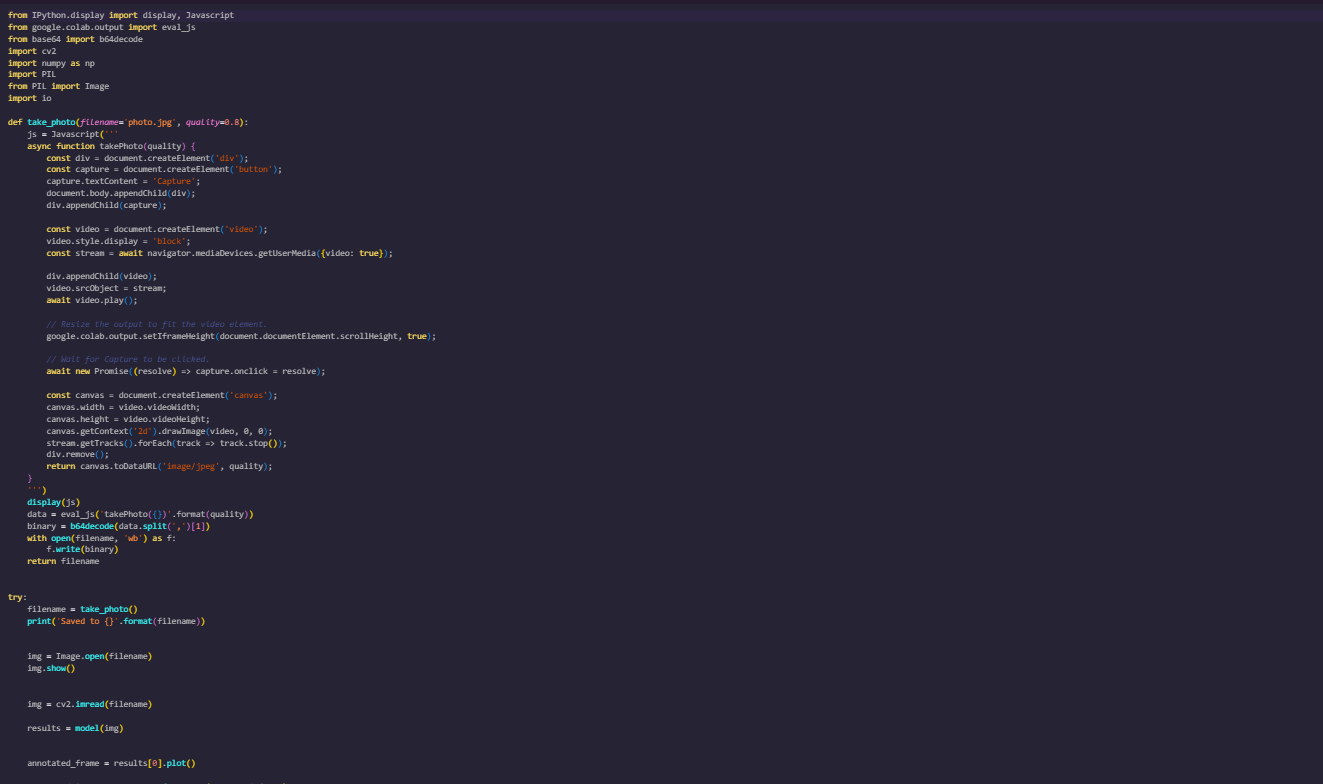 from IPython.display import display, Javascript
from google.colab.output import eval_js
from base64 import b64decode
import cv2
import numpy as np
import PIL
from PIL import Image
import io
def take_photo(filename='photo.jpg', quality=0.8):
js = Javascript('''
async function takePhoto(quality) {
const div = document.createElement('div');
const capture = document.createElement('button');
capture.textContent = 'Capture';
document.body.appendChild(div);
div.appendChild(capture);
const video = document.createElement('video');
video.style.display = 'block';
const stream = await navigator.mediaDevices.getUserMedia({video: true});
div.appendChild(video);
video.srcObject = stream;
await video.play();
// Resize the output to fit the video element.
google.colab.output.setIframeHeight(document.documentElement.scrollHeight, true);
// Wait for Capture to be clicked.
await new Promise((resolve) => capture.onclick = resolve);
const canvas = document.createElement('canvas');
canvas.width = video.videoWidth;
canvas.height = video.videoHeight;
canvas.getContext('2d').drawImage(video, 0, 0);
stream.getTracks().forEach(track => track.stop());
div.remove();
return canvas.toDataURL('image/jpeg', quality);
}
''')
display(js)
data = eval_js('takePhoto({})'.format(quality))
binary = b64decode(data.split(',')[1])
with open(filename, 'wb') as f:
f.write(binary)
return filename
try:
filename = take_photo()
print('Saved to {}'.format(filename))
img = Image.open(filename)
img.show()
img = cv2.imread(filename)
results = model(img)
annotated_frame = results[0].plot()